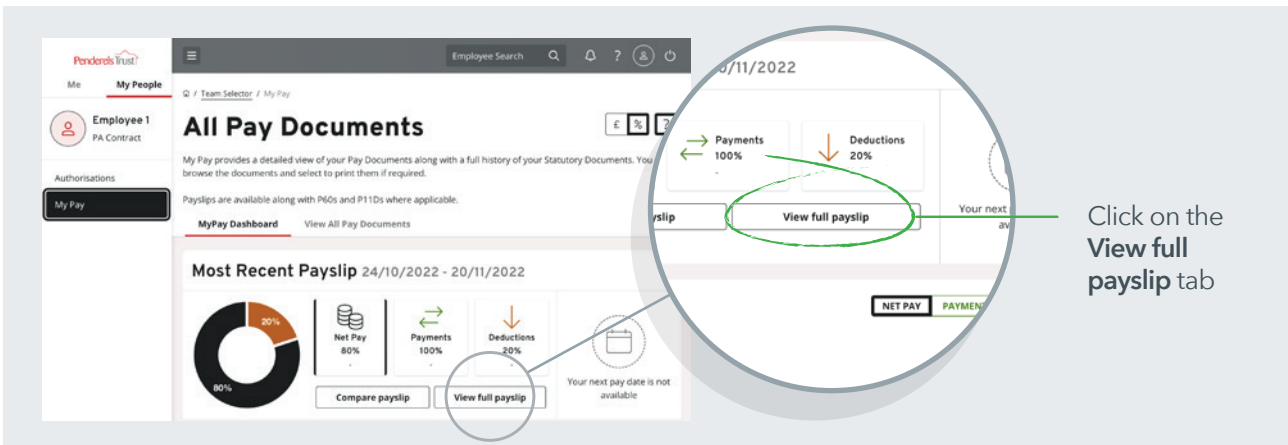 Penderels Trust
Me My People
Employee 1
PA Contract
Authorisations
My Pay
Employee Search
?
/ Team Selector / My Pay
All Pay Documents
£ % ?
My Pay provides a detailed view of your Pay Documents along with a full history of your Statutory Documents. You
browse the documents and select to print them if required.
Payslips are available along with P60s and P11Ds where applicable.
MyPay Dashboard View All Pay Documents
Most Recent Payslip 24/10/2022 - 20/11/2022
20%
80%
Net Pay
80%
-
Payments
100%
-
Deductions
20%
-
Compare payslip View full payslip
Your next pay date is not
available
/11/2022
Payments
100%
-
Deductions
20%
-
View full payslip
Your next
NET PAY
Click on the
View full
payslip tab